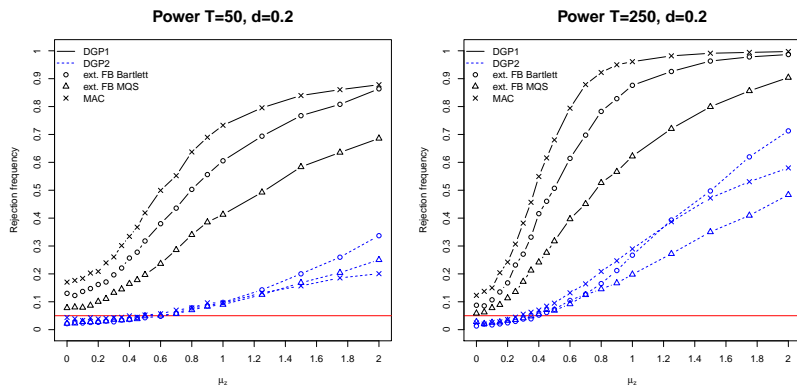 Power T=50, d=0.2
Rejection frequency
1
0.9
0.8
0.7
0.6
0.5
0.4
0.3
0.2
0.1
0
DGP1
DGP2
ext. FB Bartlett
ext. FB MQS
MAC
0 0.2 0.4 0.6 0.8 1 1.2 1.4 1.6 1.8 2
μz
Power T=250, d=0.2
Rejection frequency
1
0.9
0.8
0.7
0.6
0.5
0.4
0.3
0.2
0.1
0
DGP1
DGP2
ext. FB Bartlett
ext. FB MQS
MAC
0 0.2 0.4 0.6 0.8 1 1.2 1.4 1.6 1.8 2
μz